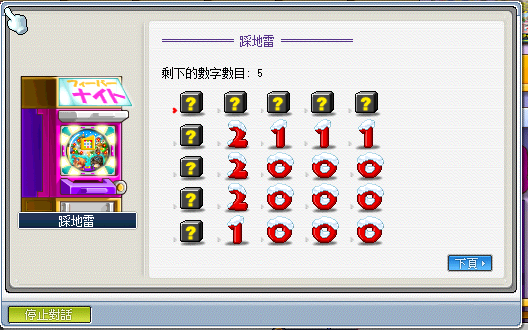 踩地雷
剩下的數字數目: 5
フィーバー
ナイト
? ? ? ? ?
? 2 1 1 1
? 2 0 0 0
? 2 0 0 0
? 1 0 0 0
踩地雷
下頁
停止對話